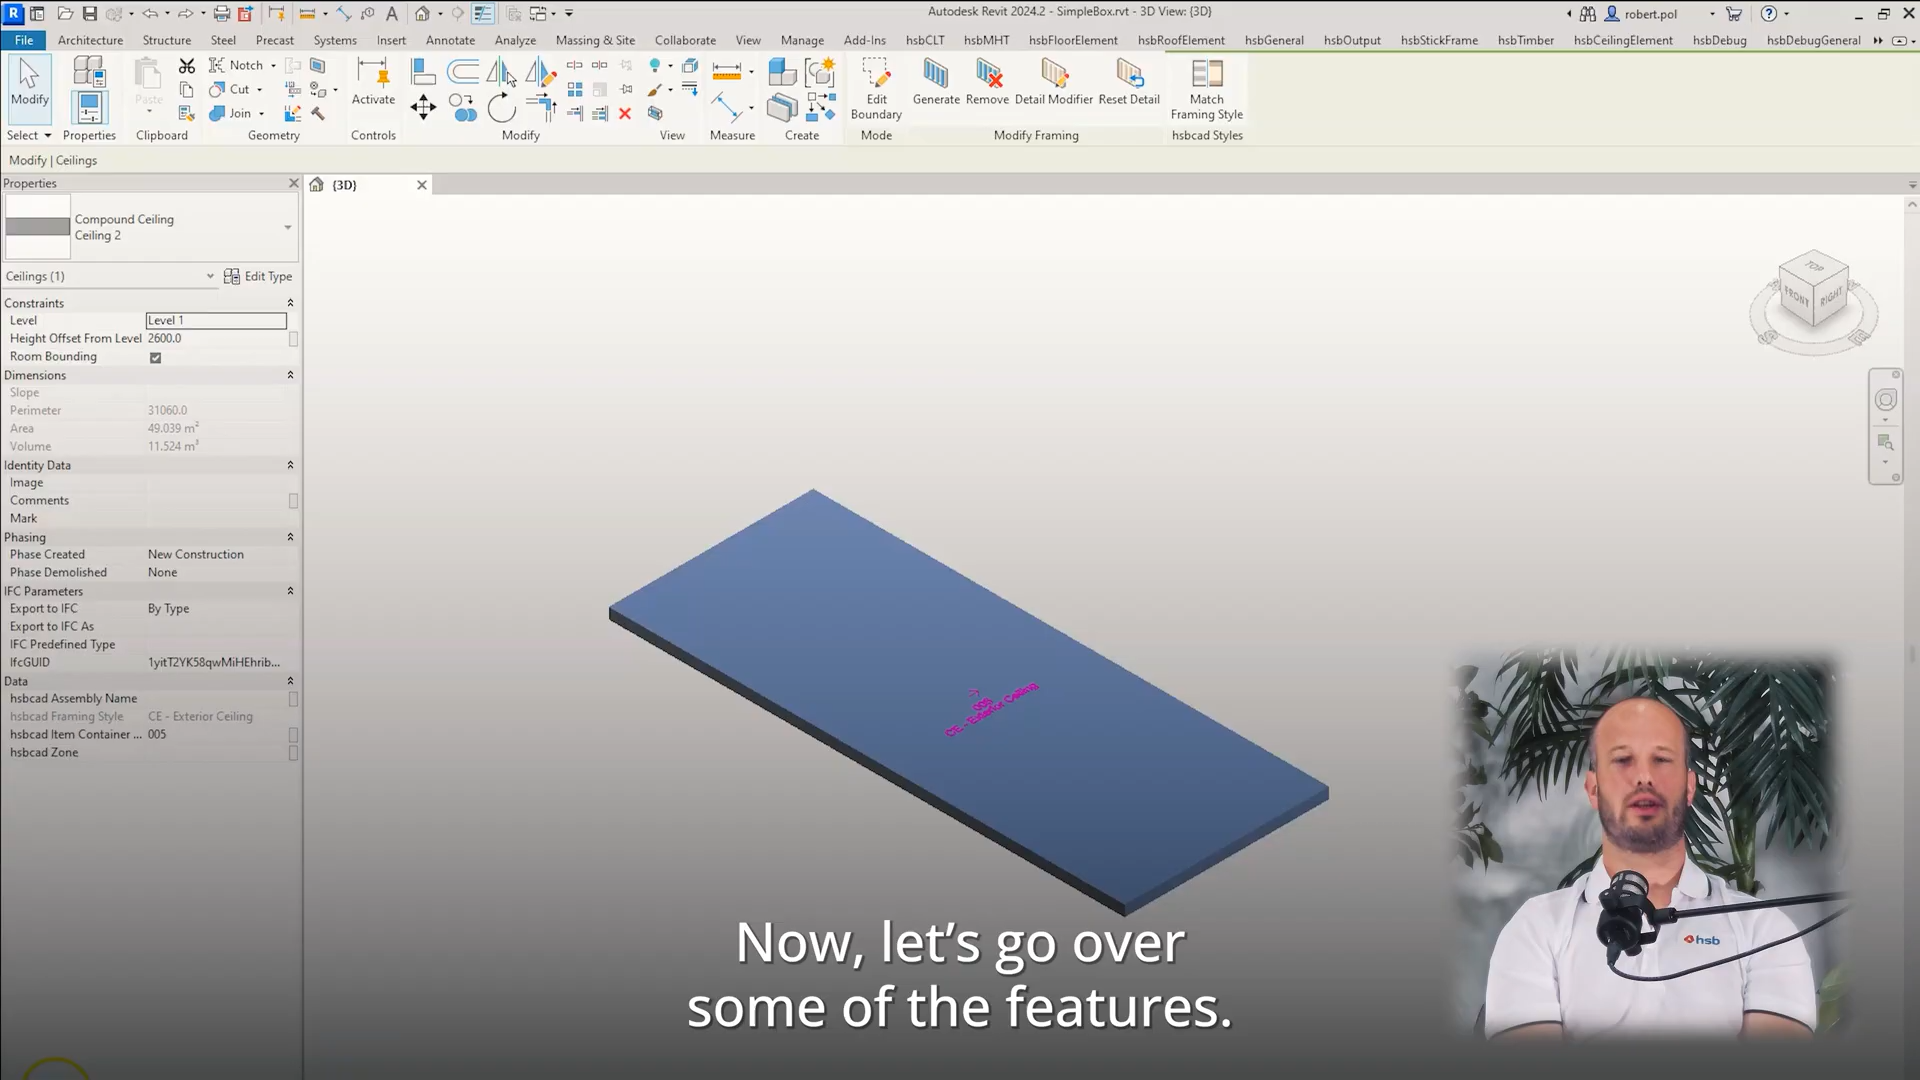 Autodesk Revit 2024.2 - SimpleBox.rvt - 3D View: {3D}
robert.pol
File Architecture Structure Steel Precast Systems Insert Annotate Analyze Massing & Site Collaborate View Manage Add-Ins hsbCLT hsbMHT hsbFloorElement hsbRoofElement hsbGeneral hsbOutput hsbStickFrame hsbTimber hsbCeilingElement hsbDebug hsbDebugGeneral
Modify
Paste
Notch
Cut
Join
Activate
Edit
Boundary
Generate
Remove
Detail Modifier
Reset Detail
Match
Framing Style
Select Properties Clipboard Geometry Controls Modify View Measure Create Mode Modify Framing hsbcad Styles
Modify | Ceilings
Properties
{3D}
Compound Ceiling
Ceiling 2
Ceilings (1)
Edit Type
Constraints
Level Level 1
Height Offset From Level 2600.0
Room Bounding
Dimensions
Slope
Perimeter 31060.0
Area 49.039 m²
Volume 11.524 m³
Identity Data
Image
Comments
Mark
Phasing
Phase Created New Construction
Phase Demolished None
IFC Parameters
Export to IFC By Type
Export to IFC As
IFC Predefined Type
IfcGUID 1yitT2YK58qwMiHEhrib...
Data
hsbcad Assembly Name
hsbcad Framing Style CE - Exterior Ceiling
hsbcad Item Container ... 005
hsbcad Zone
TOP
FRONT
RIGHT
005
CE - Exterior Ceiling
hsb
Now, let's go over
some of the features.